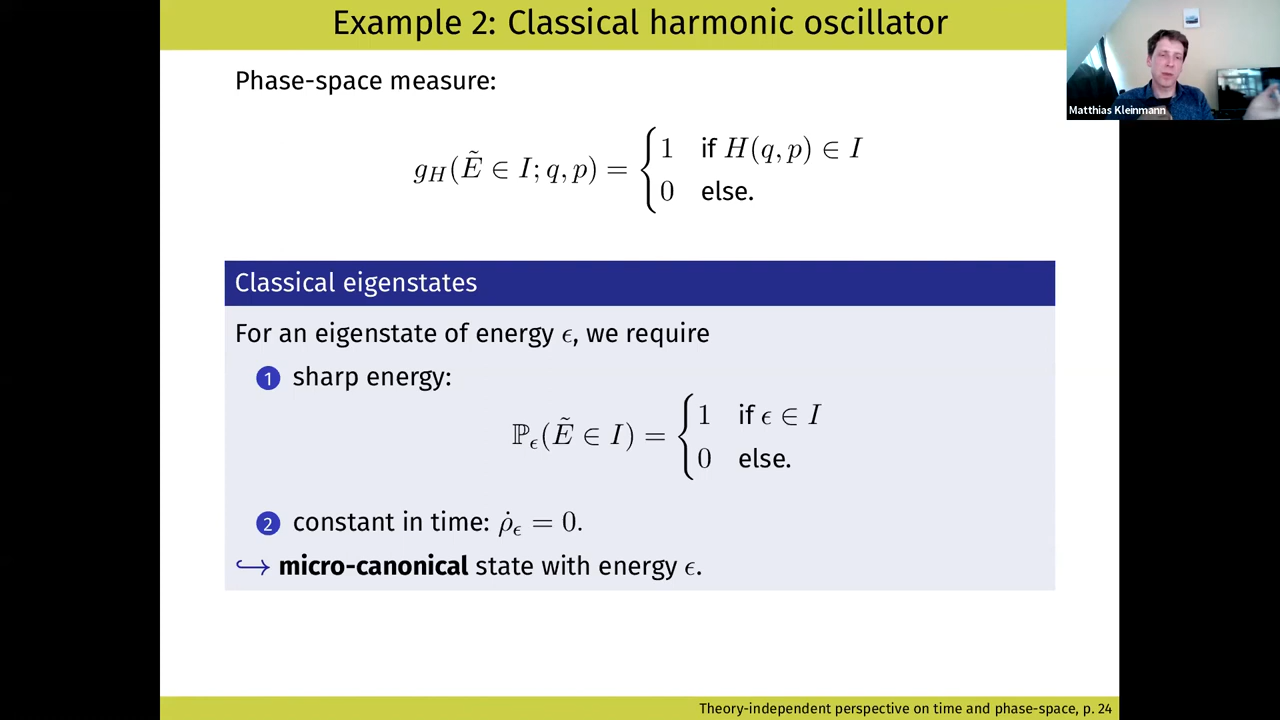 Example 2: Classical harmonic oscillator
Matthias Kleinmann
Phase-space measure:
g_H(Ẽ ∈ I; q, p) = { 1 if H(q, p) ∈ I
0 else.
Classical eigenstates
For an eigenstate of energy ϵ, we require
1 sharp energy:
ℙ_ϵ(Ẽ ∈ I) = { 1 if ϵ ∈ I
0 else.
2 constant in time: ρ̇_ϵ = 0.
↪ micro-canonical state with energy ϵ.
Theory-independent perspective on time and phase-space, p. 24